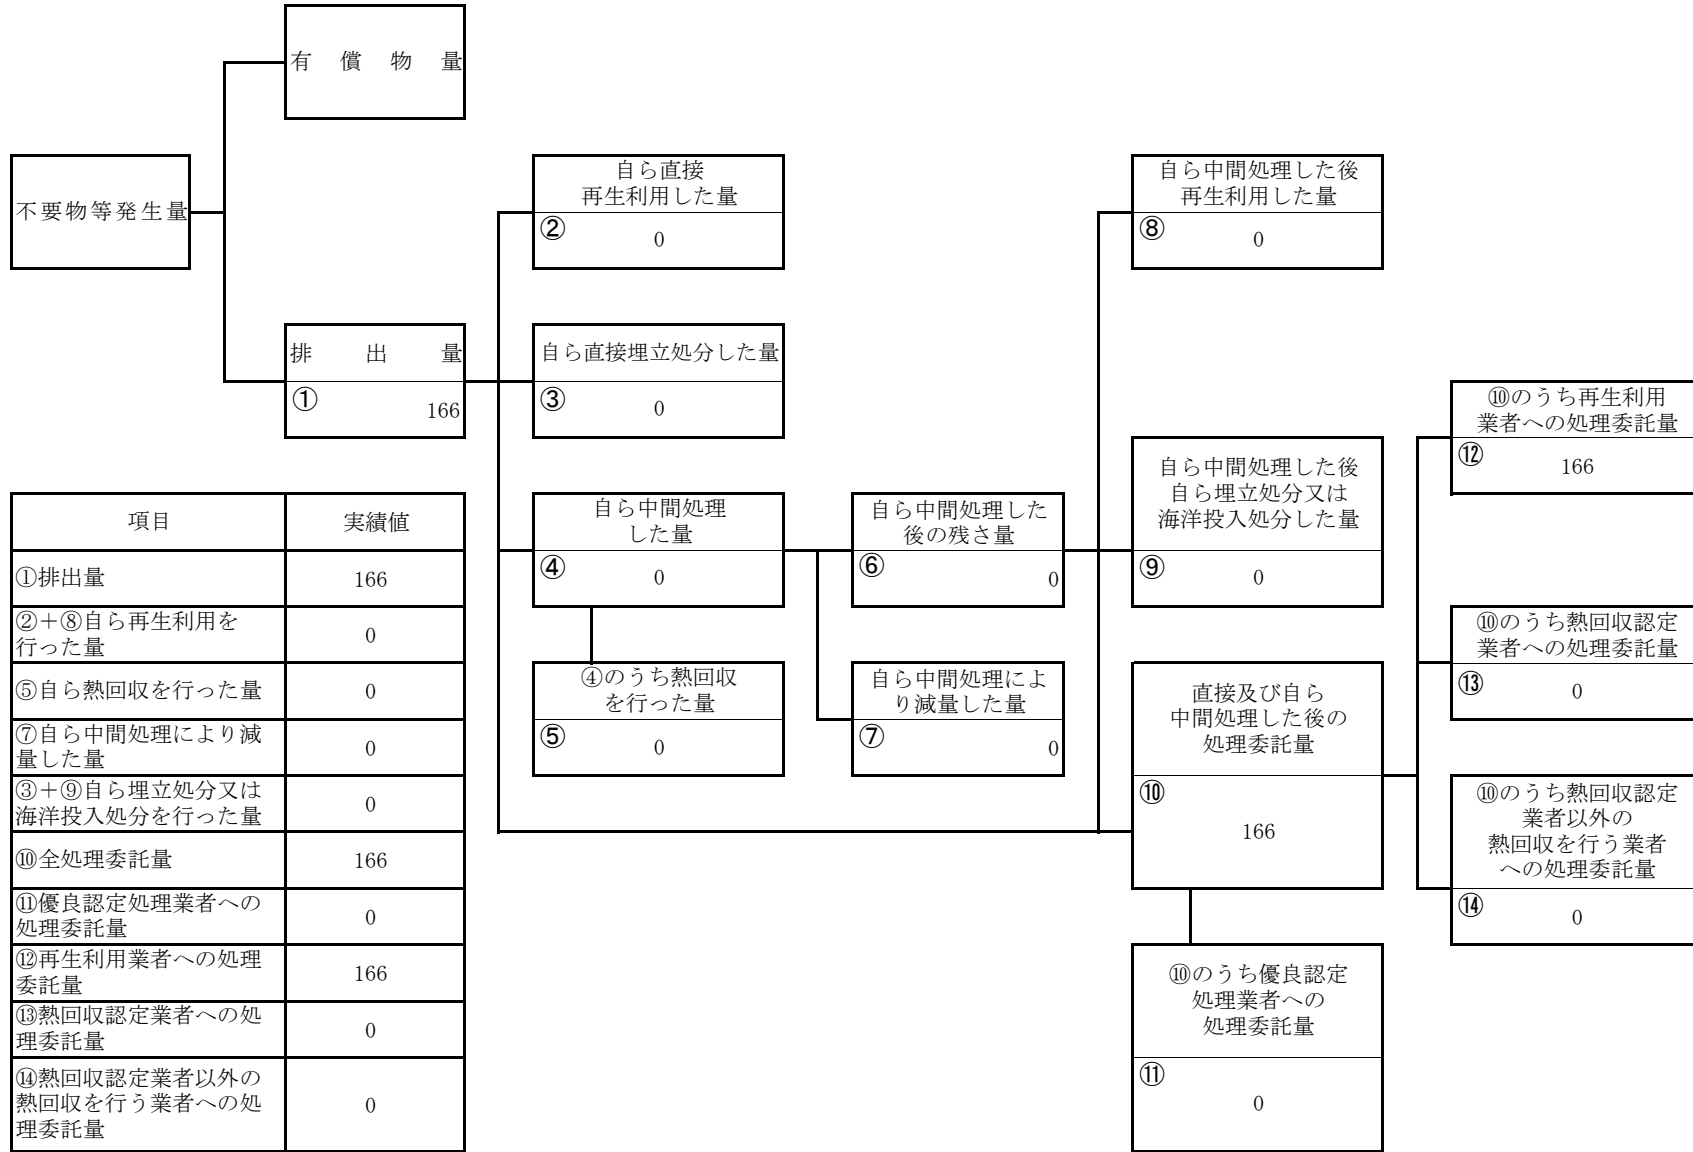 有償物量
不要物等発生量
排出量
①
166
自ら直接
再生利用した量
②
0
自ら直接埋立処分した量
③
0
自ら中間処理
した量
④
0
④のうち熱回収
を行った量
⑤
0
自ら中間処理した
後の残さ量
⑥
0
自ら中間処理によ
り減量した量
⑦
0
自ら中間処理した後
再生利用した量
⑧
0
自ら中間処理した後
自ら埋立処分又は
海洋投入処分した量
⑨
0
直接及び自ら
中間処理した後の
処理委託量
⑩
166
⑩のうち優良認定
処理業者への
処理委託量
⑪
0
⑩のうち再生利用
業者への処理委託量
⑫
166
⑩のうち熱回収認定
業者への処理委託量
⑬
0
⑩のうち熱回収認定
業者以外の
熱回収を行う業者
への処理委託量
⑭
0
項目 実績値
①排出量 166
②+⑧自ら再生利用を
行った量
0
⑤自ら熱回収を行った量 0
⑦自ら中間処理により減
量した量
0
③+⑨自ら埋立処分又は
海洋投入処分を行った量
0
⑩全処理委託量 166
⑪優良認定処理業者への
処理委託量
0
⑫再生利用業者への処理
委託量
166
⑬熱回収認定業者への処
理委託量
0
⑭熱回収認定業者以外の
熱回収を行う業者への処
理委託量
0